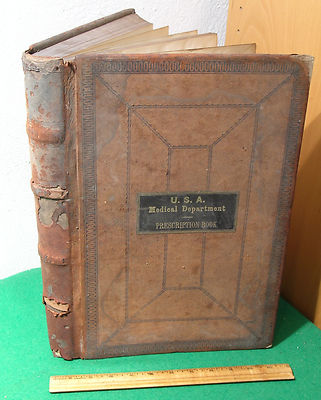 U. S. A.
Medical Department
PRESCRIPTION BOOK